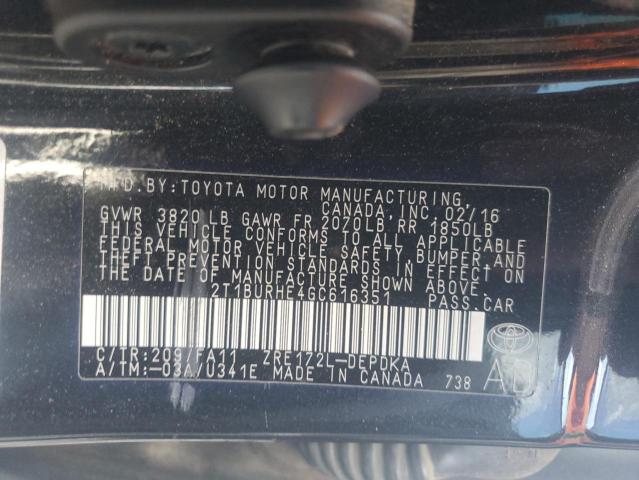 MFD. BY: TOYOTA MOTOR MANUFACTURING,
CANADA, INC. 02/16
GVWR 3820 LB GAWR FR 2070LB RR 1850LB
THIS VEHICLE CONFORMS TO ALL APPLICABLE
FEDERAL MOTOR VEHICLE SAFETY, BUMPER, AND
THEFT PREVENTION STANDARDS IN EFFECT ON
THE DATE OF MANUFACTURE SHOWN ABOVE.
2T1BURHE4GC616351 PASS.CAR
C/TR:209/FA11 ZRE172L-DEPDKA
A/TM:-03A/U341E MADE IN CANADA 738
AD